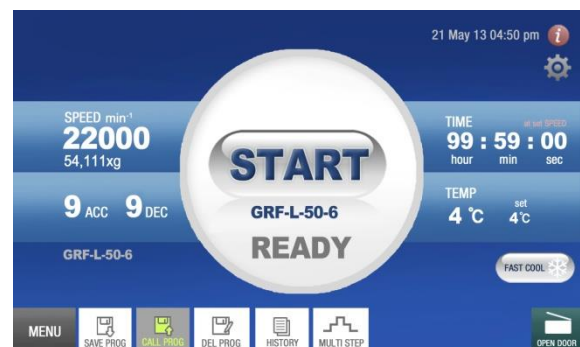 21 May 13 04:50 pm
i
SPEED min⁻¹
22000
54,111xg
9 ACC 9 DEC
GRF-L-50-6
START
GRF-L-50-6
READY
TIME at set SPEED
99 : 59 : 00
hour min sec
TEMP set
4 °C 4°C
FAST COOL
MENU
SAVE PROG
CALL PROG
DEL PROG
HISTORY
MULTI STEP
OPEN DOOR